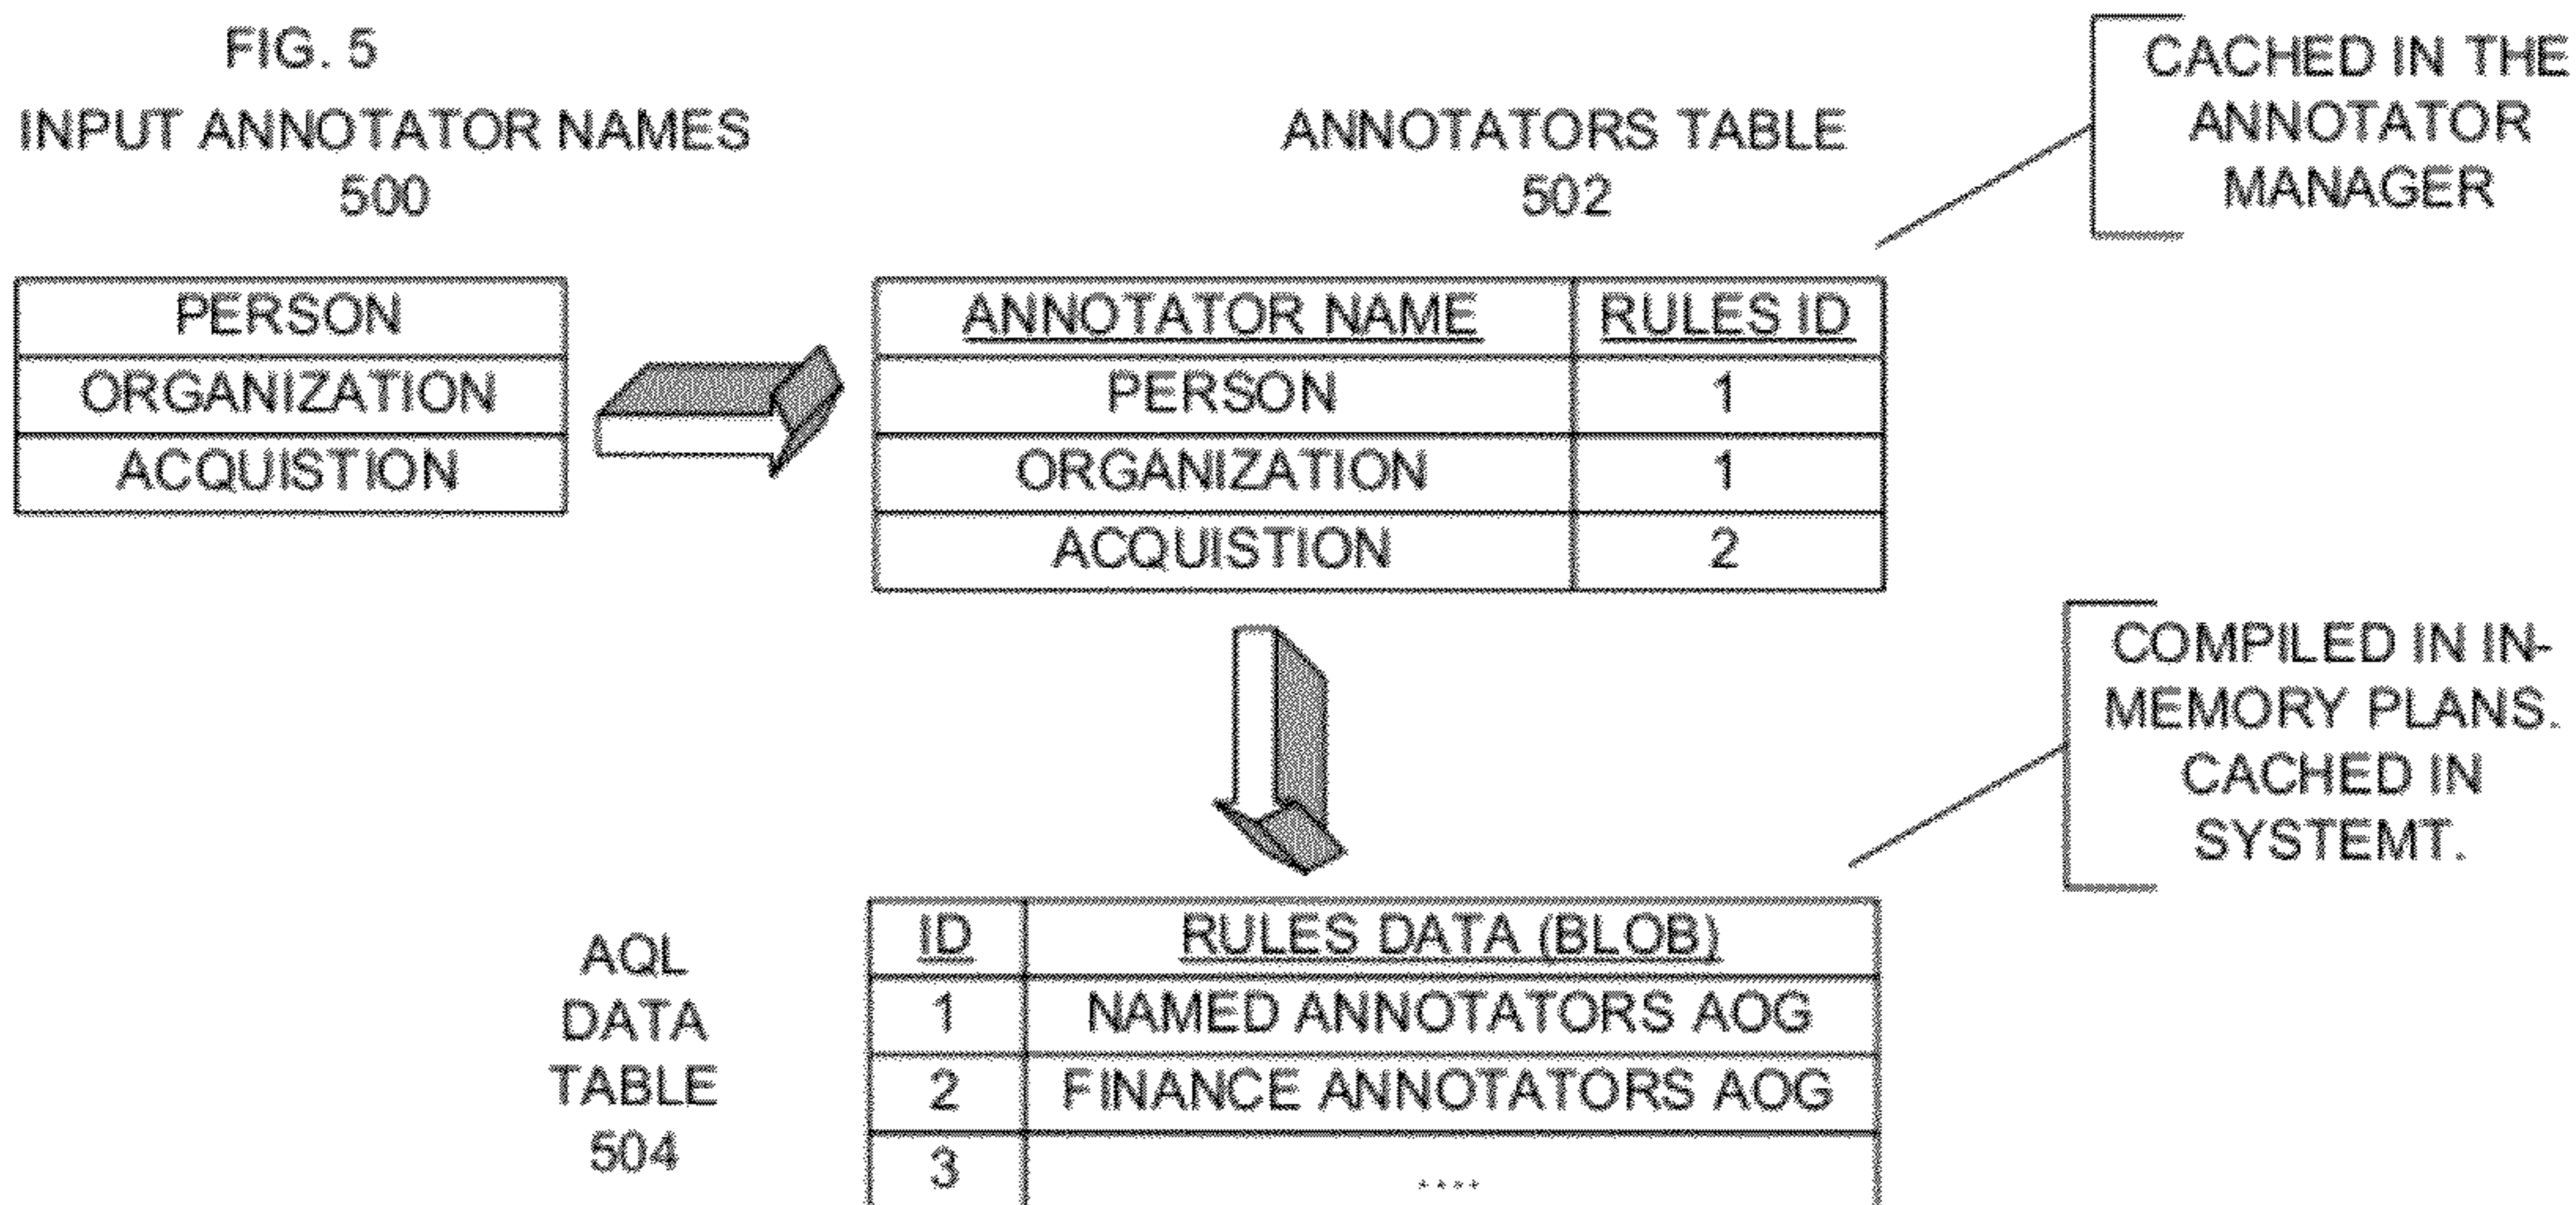 FIG. 5
INPUT ANNOTATOR NAMES
500
PERSON
ORGANIZATION
ACQUISTION
ANNOTATORS TABLE
502
CACHED IN THE
ANNOTATOR
MANAGER
ANNOTATOR NAME RULES ID
PERSON 1
ORGANIZATION 1
ACQUISTION 2
COMPILED IN IN-
MEMORY PLANS.
CACHED IN
SYSTEMT.
AQL
DATA
TABLE
504
ID RULES DATA (BLOB)
1 NAMED ANNOTATORS AOG
2 FINANCE ANNOTATORS AOG
3 ....